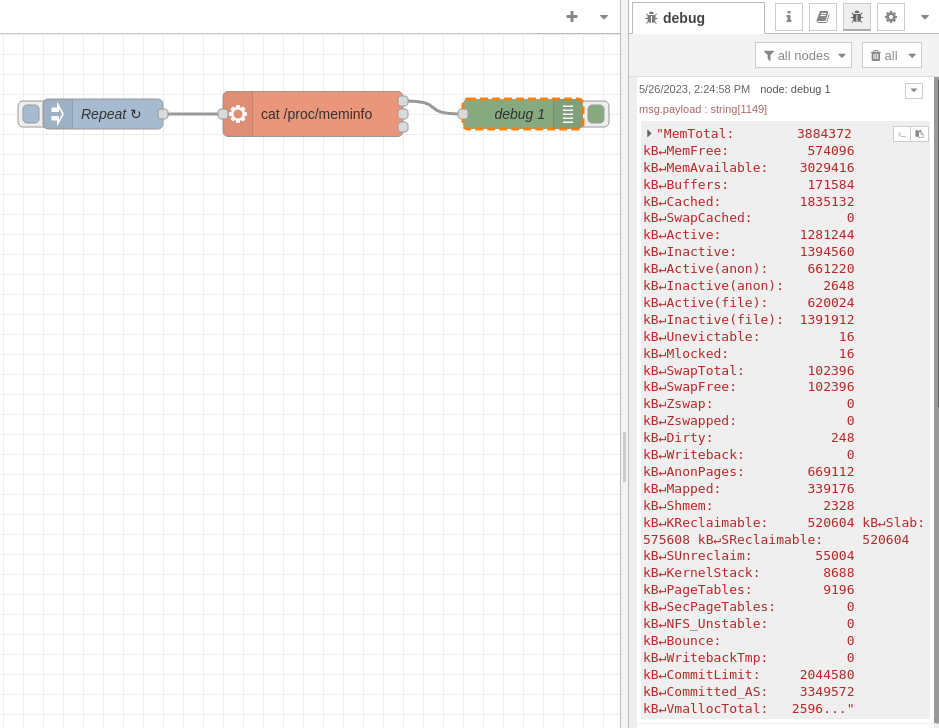 debug
all nodes
all
Repeat ↻
cat /proc/meminfo
debug 1
5/26/2023, 2:24:58 PM node: debug 1
msg.payload : string[1149]
"MemTotal: 3884372
kB↵MemFree: 574096
kB↵MemAvailable: 3029416
kB↵Buffers: 171584
kB↵Cached: 1835132
kB↵SwapCached: 0
kB↵Active: 1281244
kB↵Inactive: 1394560
kB↵Active(anon): 661220
kB↵Inactive(anon): 2648
kB↵Active(file): 620024
kB↵Inactive(file): 1391912
kB↵Unevictable: 16
kB↵Mlocked: 16
kB↵SwapTotal: 102396
kB↵SwapFree: 102396
kB↵Zswap: 0
kB↵Zswapped: 0
kB↵Dirty: 248
kB↵Writeback: 0
kB↵AnonPages: 669112
kB↵Mapped: 339176
kB↵Shmem: 2328
kB↵KReclaimable: 520604 kB↵Slab:
575608 kB↵SReclaimable: 520604
kB↵SUnreclaim: 55004
kB↵KernelStack: 8688
kB↵PageTables: 9196
kB↵SecPageTables: 0
kB↵NFS_Unstable: 0
kB↵Bounce: 0
kB↵WritebackTmp: 0
kB↵CommitLimit: 2044580
kB↵Committed_AS: 3349572
kB↵VmallocTotal: 2596..."